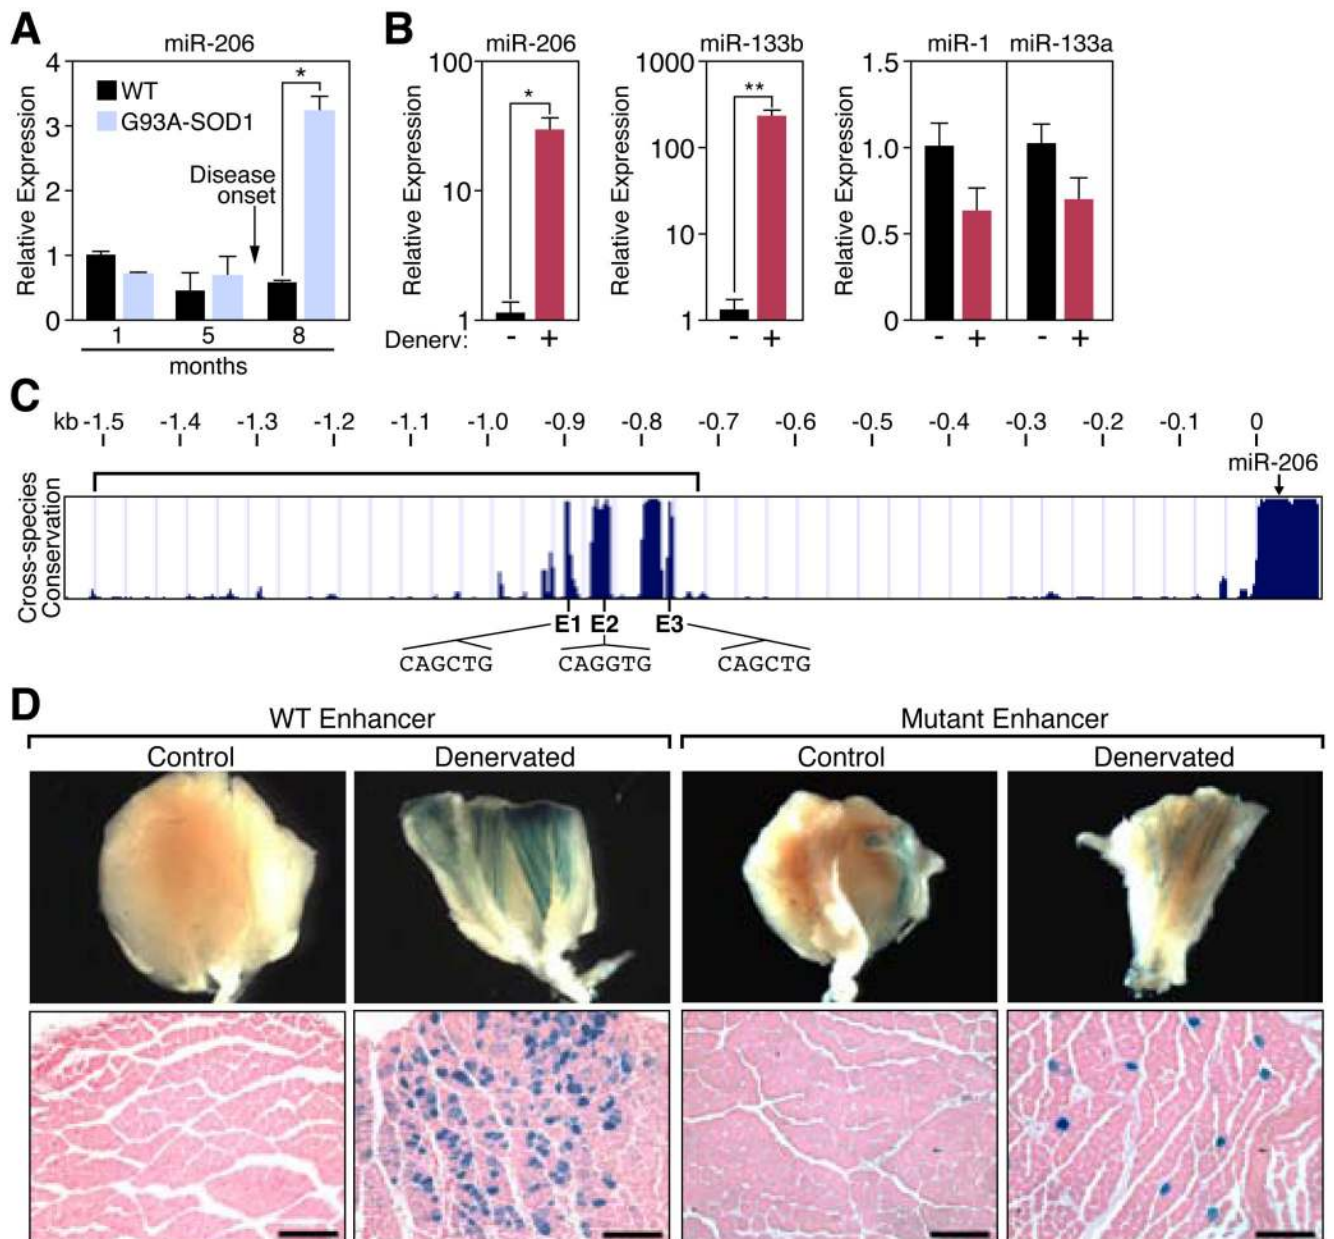 A
miR-206
4
3
2
1
0
Relative Expression
WT
G93A-SOD1
Disease
onset
*
1 5 8
months
B
miR-206
100
10
1
Relative Expression
*
Denerv: - +
miR-133b
1000
100
10
1
Relative Expression
**
- +
miR-1 miR-133a
1.5
1.0
0.5
0
Relative Expression
- + - +
C
kb -1.5 -1.4 -1.3 -1.2 -1.1 -1.0 -0.9 -0.8 -0.7 -0.6 -0.5 -0.4 -0.3 -0.2 -0.1 0
miR-206
Cross-species
Conservation
E1 E2 E3
CAGCTG CAGGTG CAGCTG
D
WT Enhancer Mutant Enhancer
Control Denervated Control Denervated